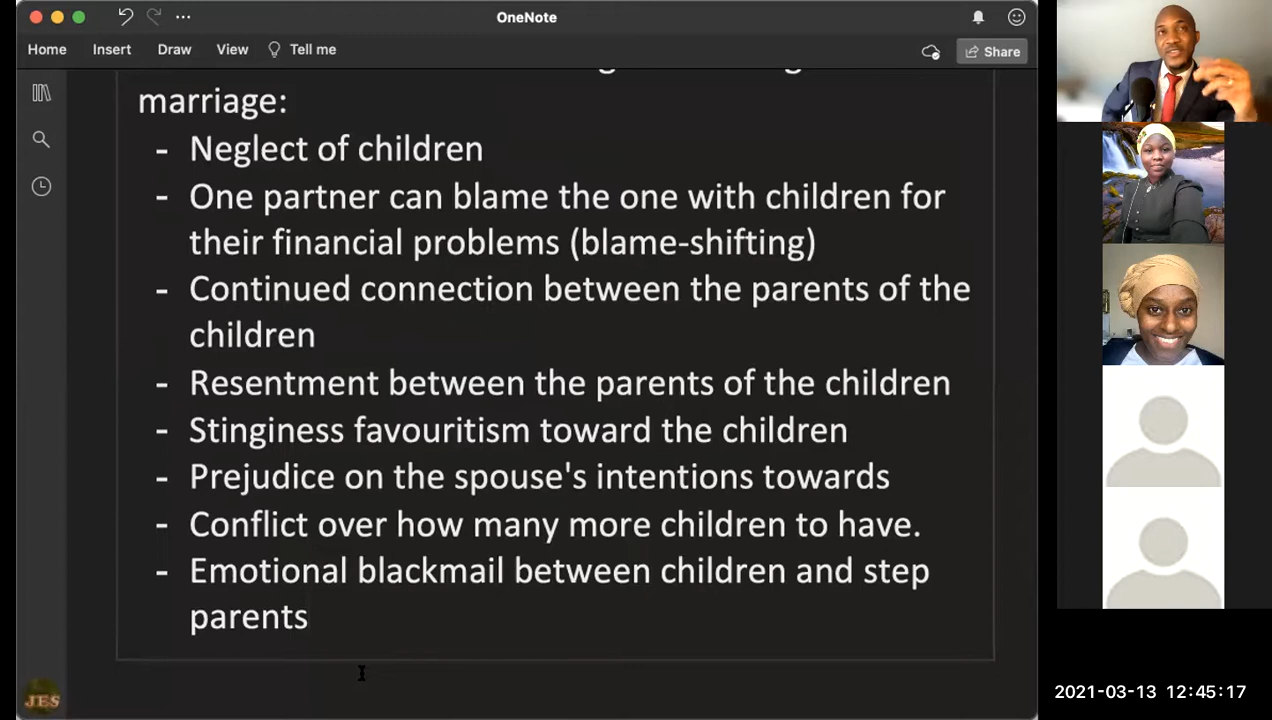 OneNote
Home Insert Draw View Tell me
Share
marriage:
- Neglect of children
- One partner can blame the one with children for
their financial problems (blame-shifting)
- Continued connection between the parents of the
children
- Resentment between the parents of the children
- Stinginess favouritism toward the children
- Prejudice on the spouse's intentions towards
- Conflict over how many more children to have.
- Emotional blackmail between children and step
parents
JES
2021-03-13 12:45:17